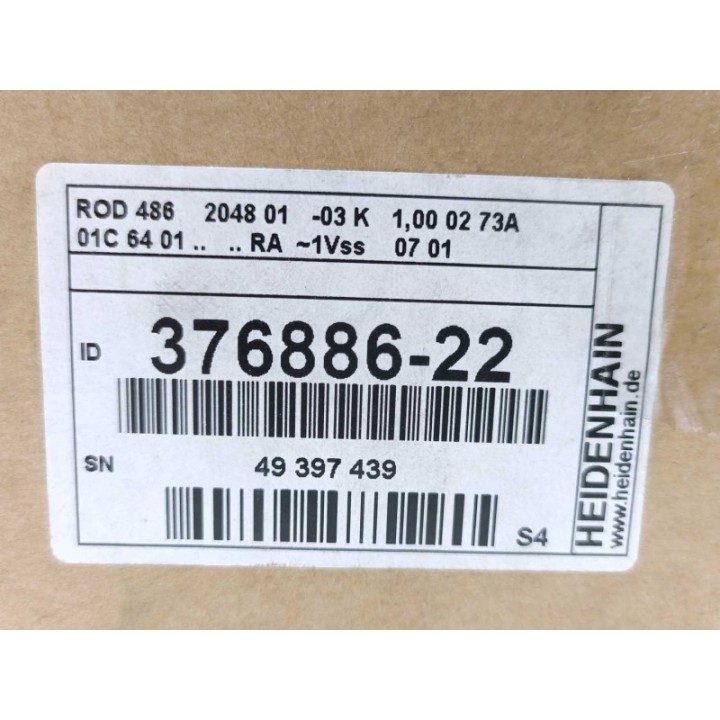 ROD 486 2048 01 -03 K 1,00 02 73A
01C 64 01 .. .. RA ~1Vss 07 01
ID 376886-22
SN 49 397 439
S4
HEIDENHAIN
www.heidenhain.de